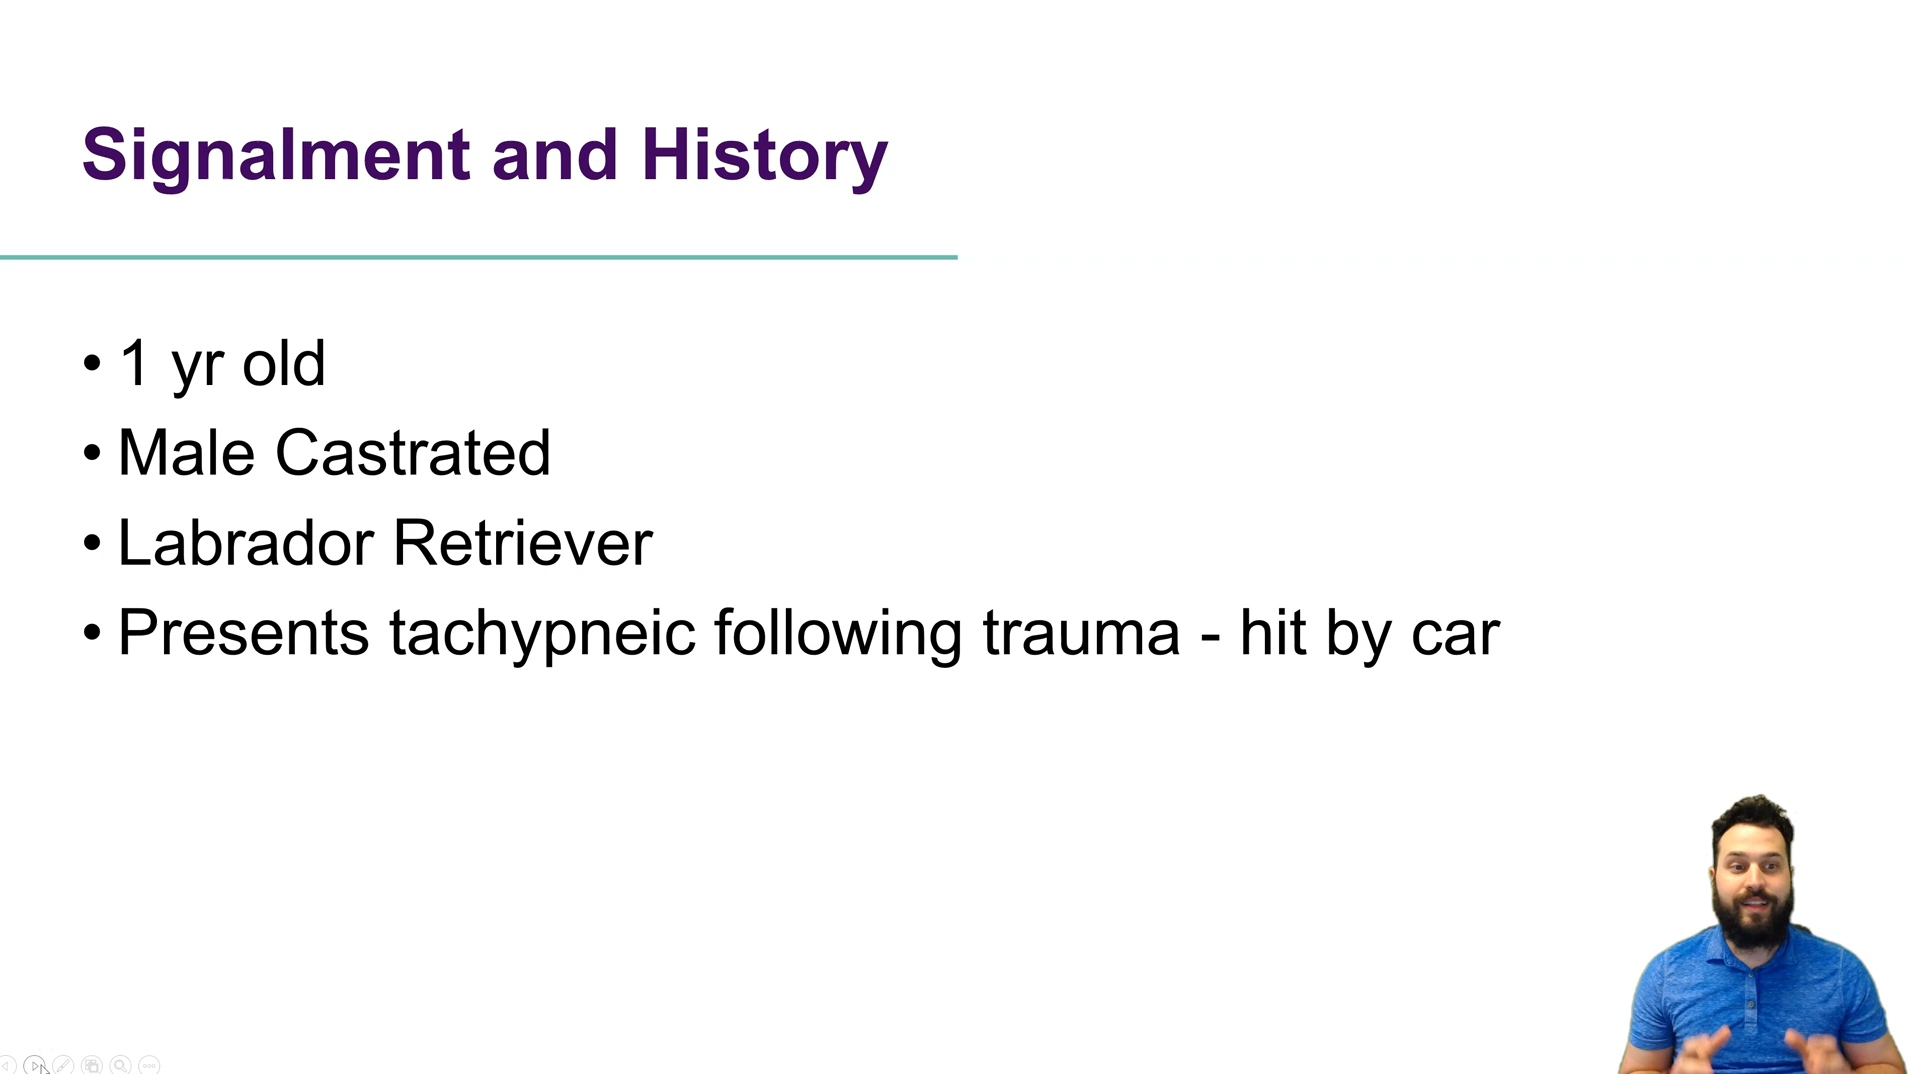 Signalment and History
• 1 yr old
• Male Castrated
• Labrador Retriever
• Presents tachypneic following trauma - hit by car